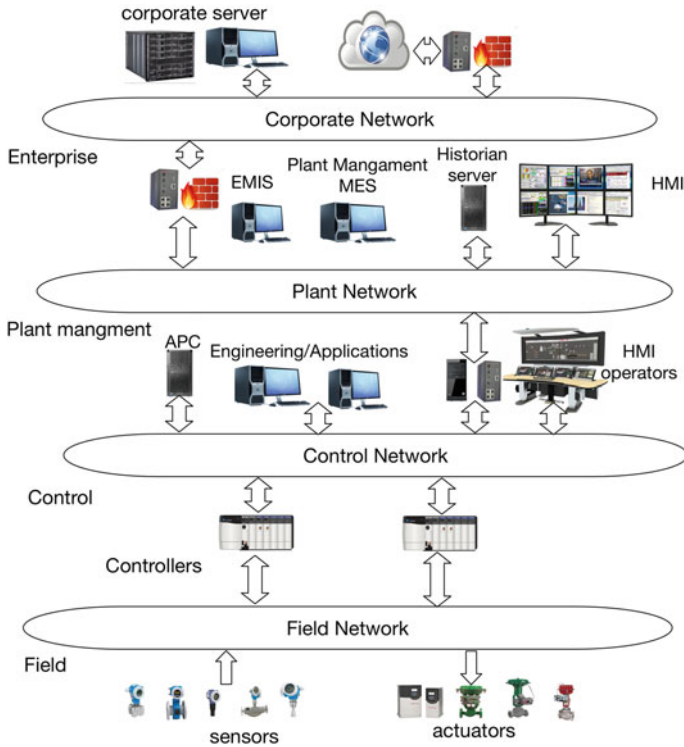 corporate server
Corporate Network
Enterprise
EMIS
Plant Mangament
MES
Historian
server
HMI
Plant Network
Plant mangment
APC
Engineering/Applications
HMI
operators
Control Network
Control
Controllers
Field Network
Field
sensors
actuators